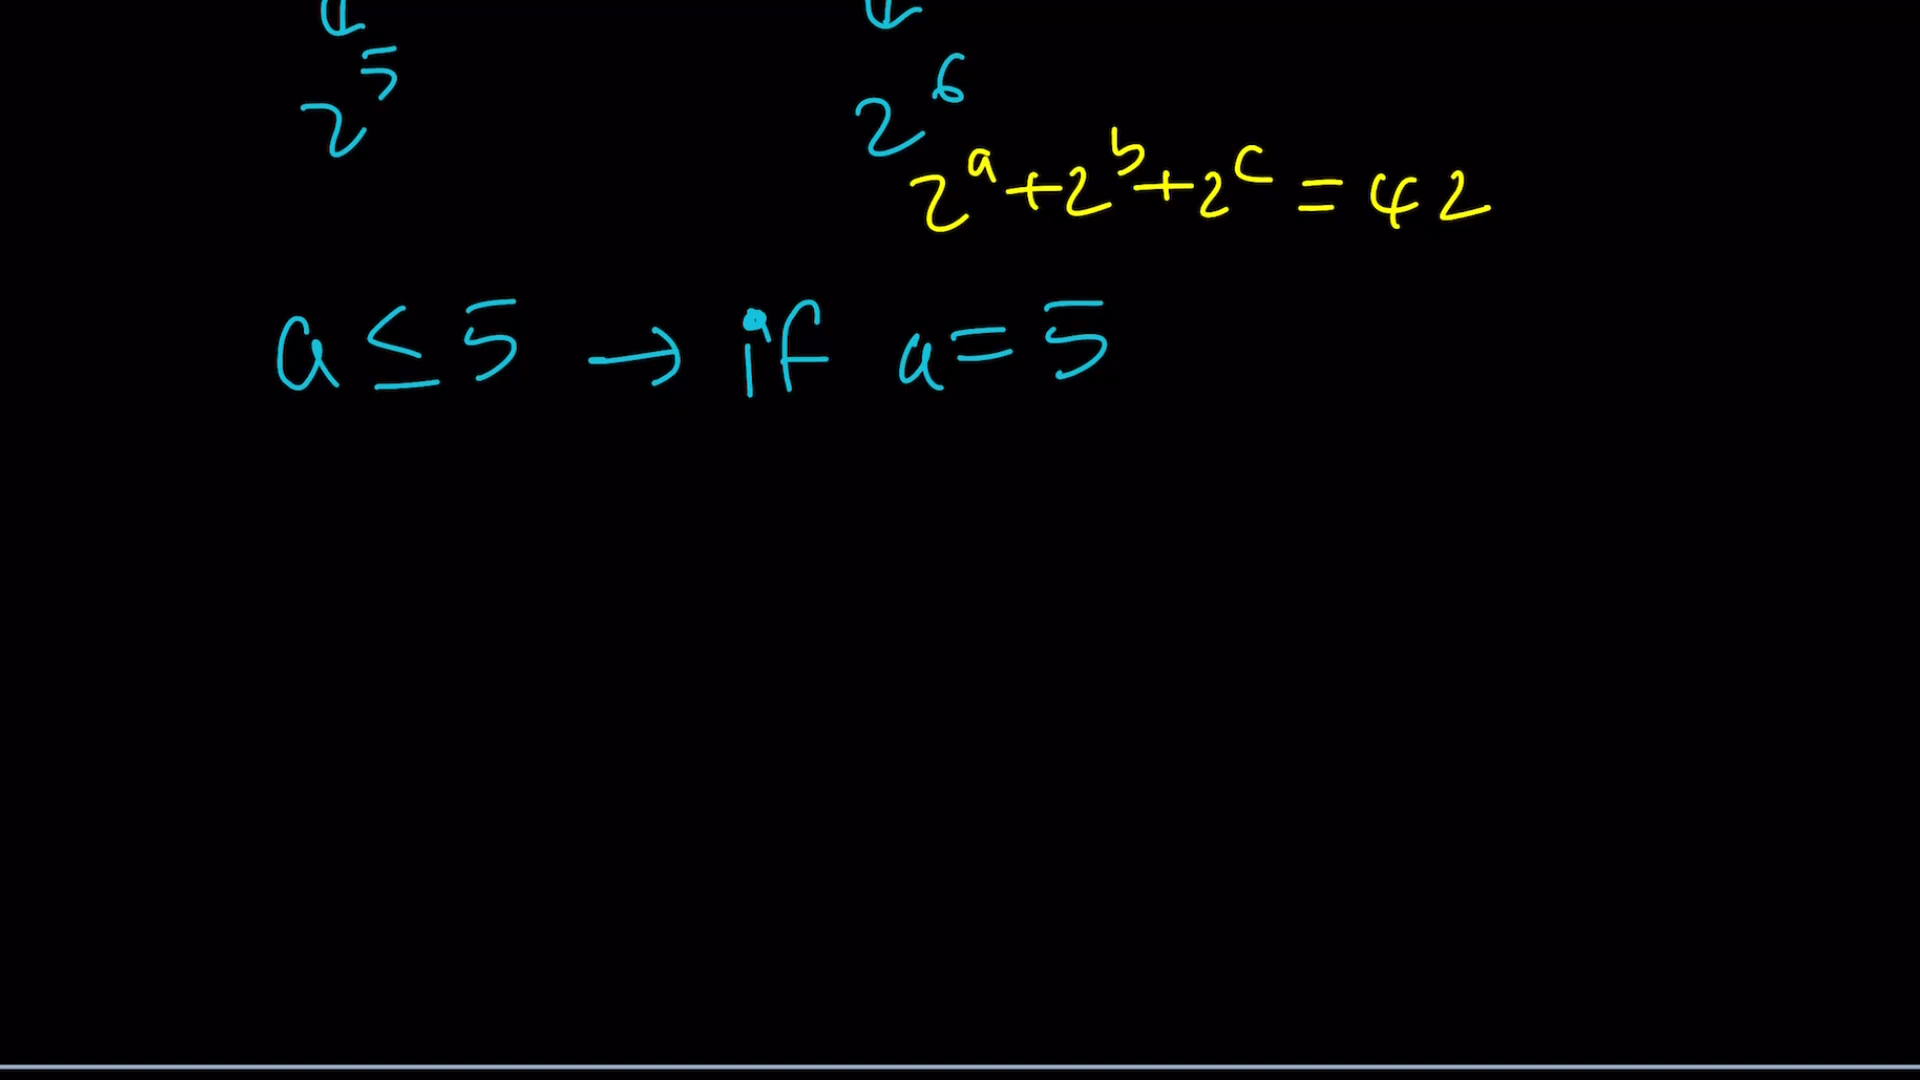 2^5 2^6
2^a+2^b+2^c = 42
a ≤ 5 → if a = 5